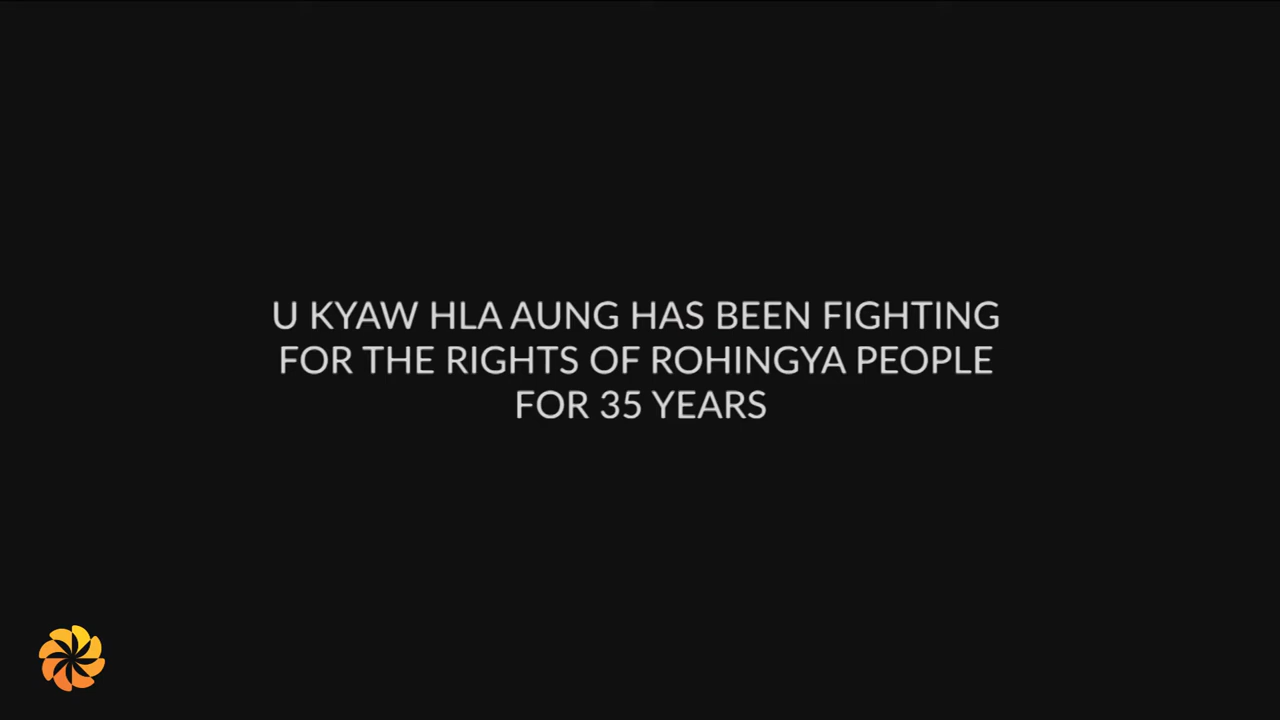 U KYAW HLA AUNG HAS BEEN FIGHTING
FOR THE RIGHTS OF ROHINGYA PEOPLE
FOR 35 YEARS